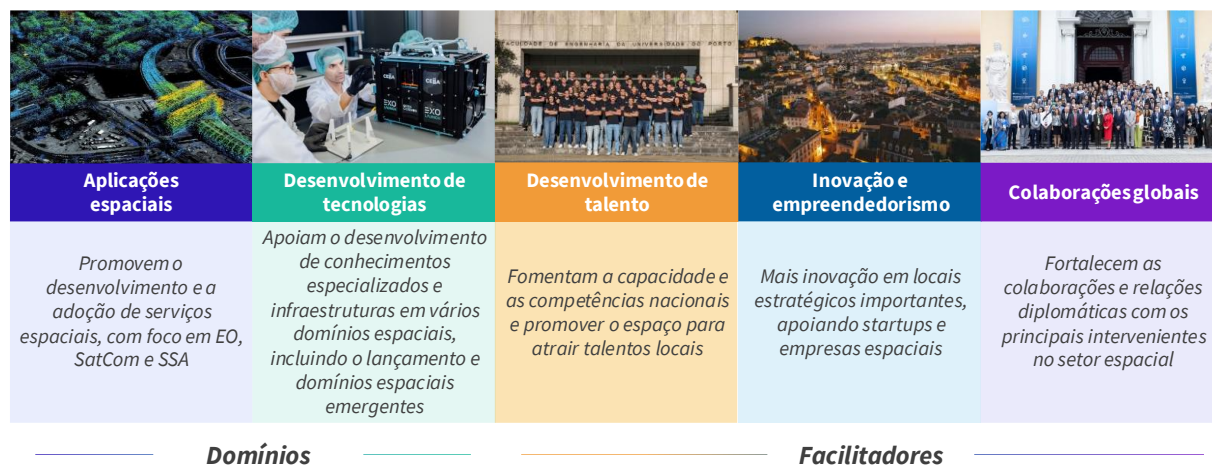 FACULDADE DE ENGENHARIA DA UNIVERSIDADE DO PORTO
CEiiA
EXO
CEiiA
EXO
Aplicações
espaciais
Promovem o
desenvolvimento e a
adoção de serviços
espaciais, com foco em EO,
SatCom e SSA
Desenvolvimento de
tecnologias
Apoiam o desenvolvimento
de conhecimentos
especializados e
infraestruturas em vários
domínios espaciais,
incluindo o lançamento e
domínios espaciais
emergentes
Desenvolvimento de
talento
Fomentam a capacidade e
as competências nacionais
e promover o espaço para
atrair talentos locais
Inovação e
empreendedorismo
Mais inovação em locais
estratégicos importantes,
apoiando startups e
empresas espaciais
Colaborações globais
Fortalecem as
colaborações e relações
diplomáticas com os
principais intervenientes
no setor espacial
Domínios
Facilitadores